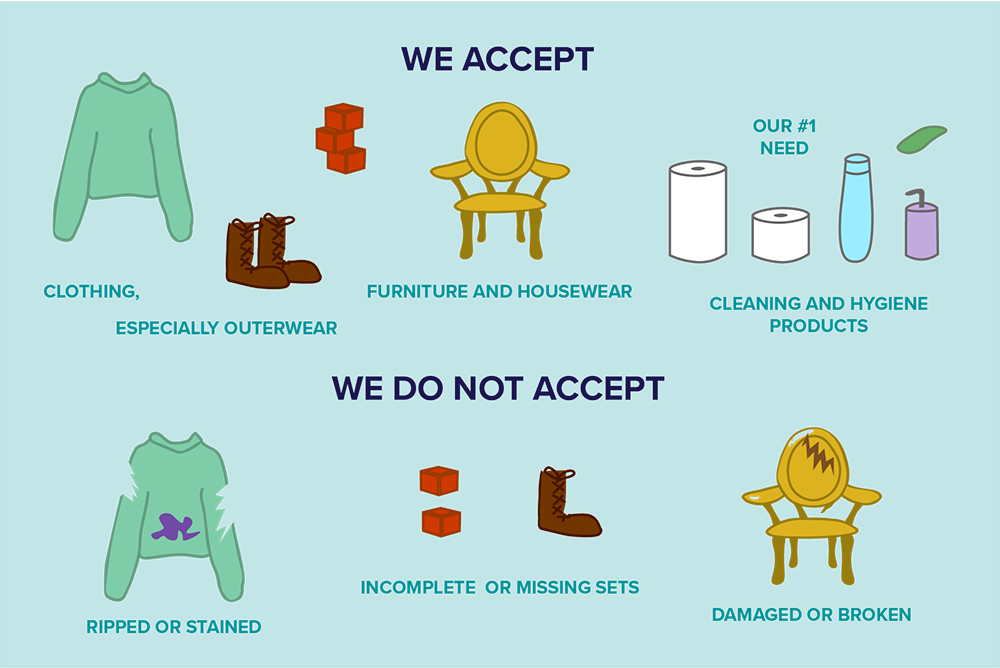 WE ACCEPT
OUR #1
NEED
CLOTHING,
ESPECIALLY OUTERWEAR
FURNITURE AND HOUSEWEAR
CLEANING AND HYGIENE
PRODUCTS
WE DO NOT ACCEPT
RIPPED OR STAINED
INCOMPLETE OR MISSING SETS
DAMAGED OR BROKEN